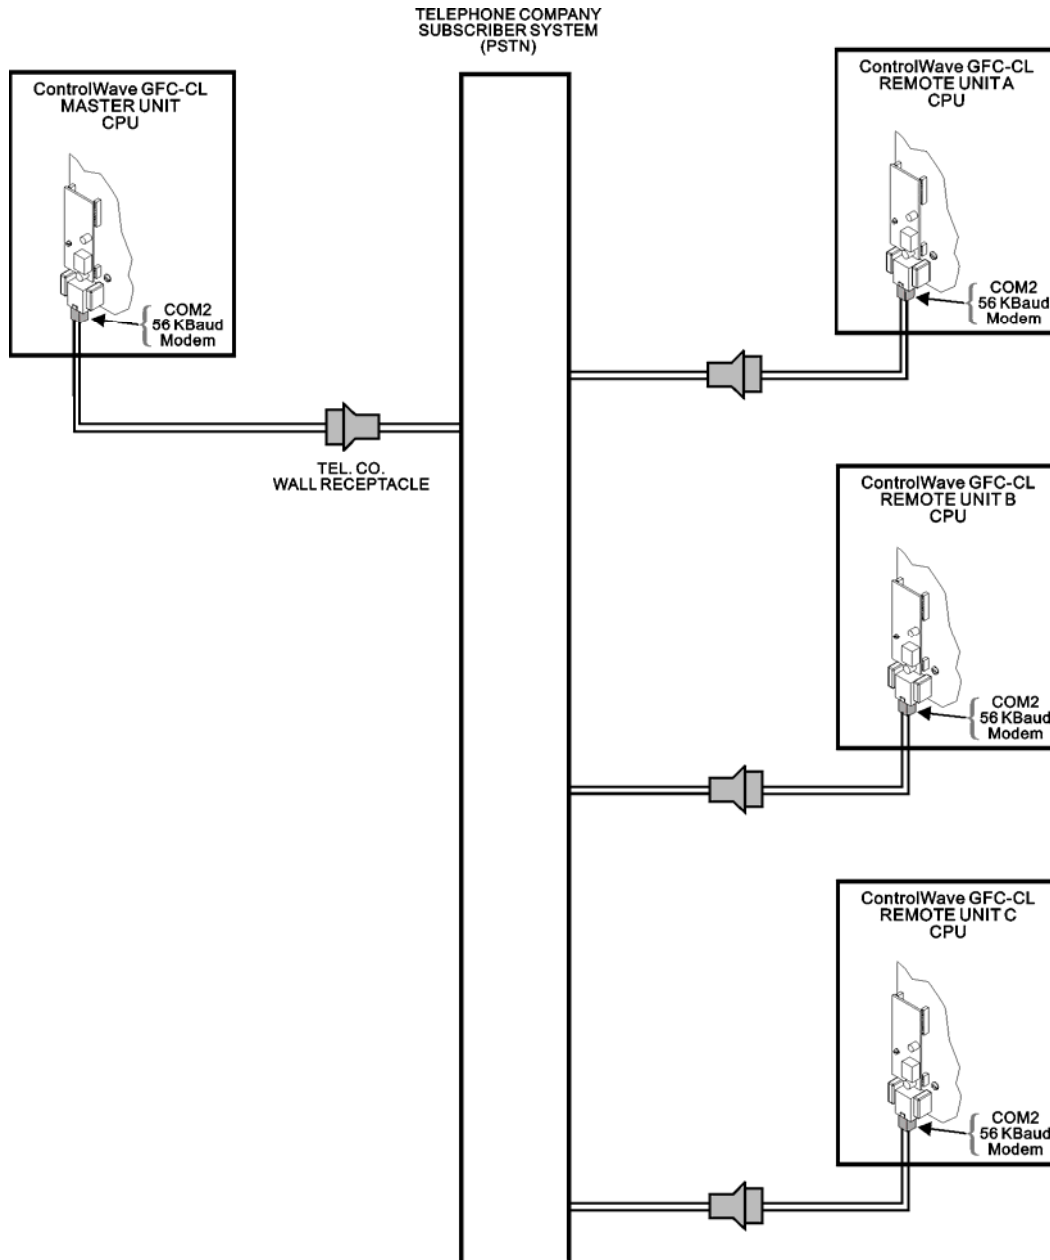 TELEPHONE COMPANY
SUBSCRIBER SYSTEM
(PSTN)
ControlWave GFC-CL
MASTER UNIT
CPU
COM2
56 KBaud
Modem
TEL. CO.
WALL RECEPTACLE
ControlWave GFC-CL
REMOTE UNIT A
CPU
COM2
56 KBaud
Modem
ControlWave GFC-CL
REMOTE UNIT B
CPU
COM2
56 KBaud
Modem
ControlWave GFC-CL
REMOTE UNIT C
CPU
COM2
56 KBaud
Modem